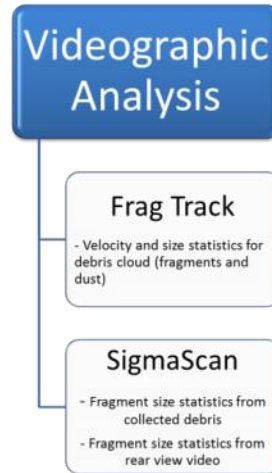 Videographic
Analysis
Frag Track
- Velocity and size statistics for
debris cloud (fragments and
dust)
SigmaScan
- Fragment size statistics from
collected debris
- Fragment size statistics from
rear view video